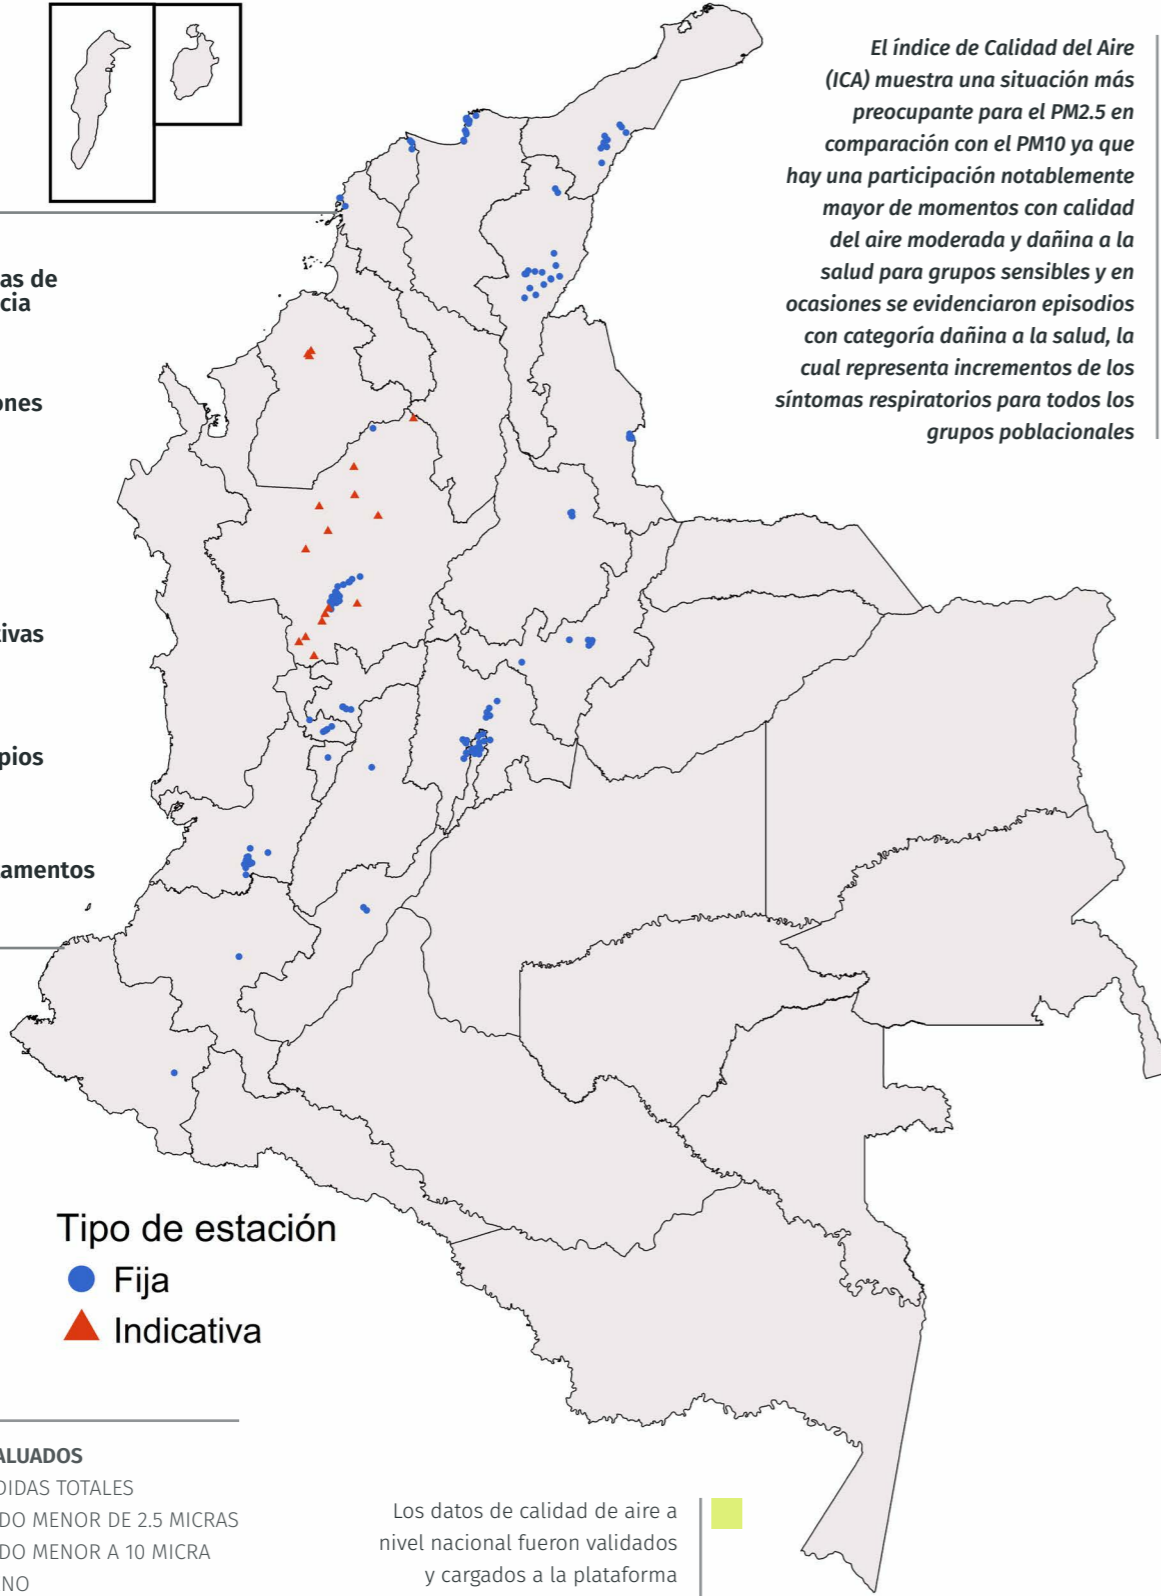 El índice de Calidad del Aire
(ICA) muestra una situación más
preocupante para el PM2.5 en
comparación con el PM10 ya que
hay una participación notablemente
mayor de momentos con calidad
del aire moderada y dañina a la
salud para grupos sensibles y en
ocasiones se evidenciaron episodios
con categoría dañina a la salud, la
cual representa incrementos de los
síntomas respiratorios para todos los
grupos poblacionales
as de
cia
ones
tivas
pios
amentos
Tipo de estación
Fija
Indicativa
ALUADOS
DIDAS TOTALES
DO MENOR DE 2.5 MICRAS
DO MENOR A 10 MICRA
NO
Los datos de calidad de aire a
nivel nacional fueron validados
y cargados a la plataforma